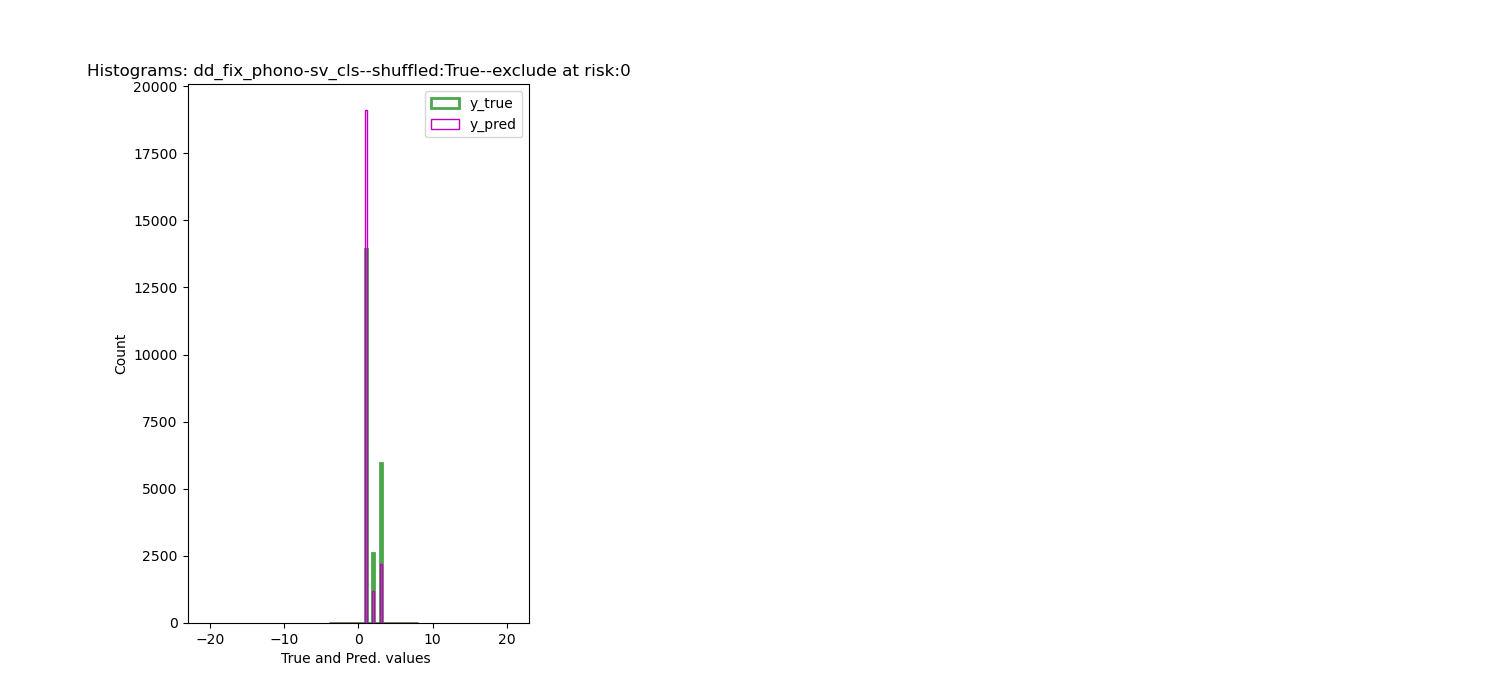 Histograms: dd_fix_phono-sv_cls--shuffled:True--exclude at risk:0
20000
17500
15000
12500
10000
7500
5000
2500
0
Count
y_true
y_pred
−20 −10 0 10 20
True and Pred. values